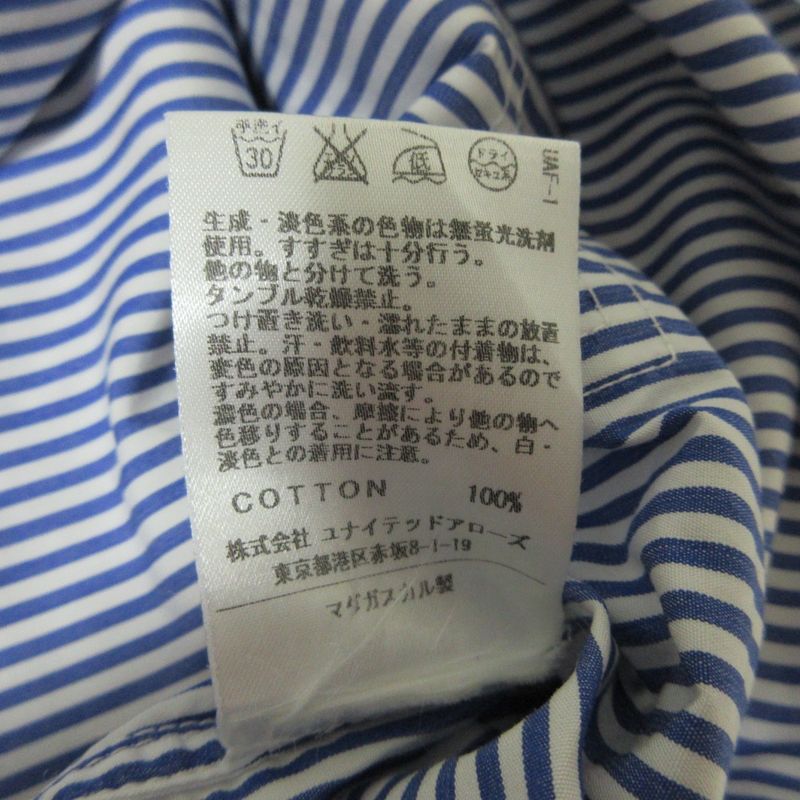 手洗イ
30
エンソサラシ
低
ドライ
セキユ系
UAF-1
生成・淡色系の色物は無蛍光洗剤
使用。すすぎは十分行う。
他の物と分けて洗う。
タンブル乾燥禁止。
つけ置き洗い・濡れたままの放置
禁止。汗・飲料水等の付着物は、
変色の原因となる場合があるので
すみやかに洗い流す。
濃色の場合、摩擦により他の物へ
色移りすることがあるため、白・
淡色との着用に注意。
COTTON 100%
株式会社 ユナイテッドアローズ
東京都港区赤坂8-1-19
マダガスカル製